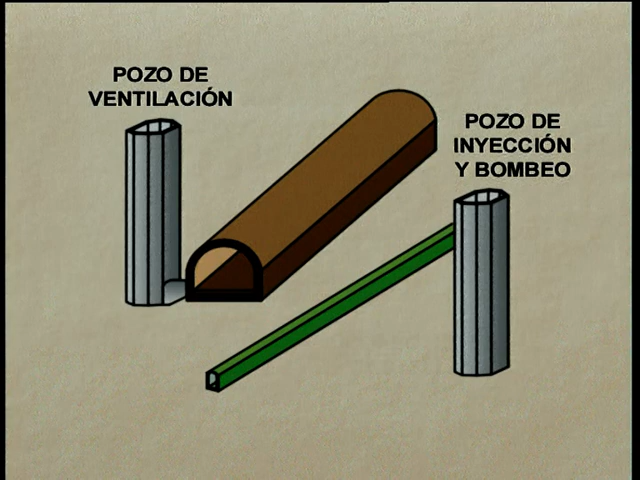 POZO DE
VENTILACIÓN
POZO DE
INYECCIÓN
Y BOMBEO